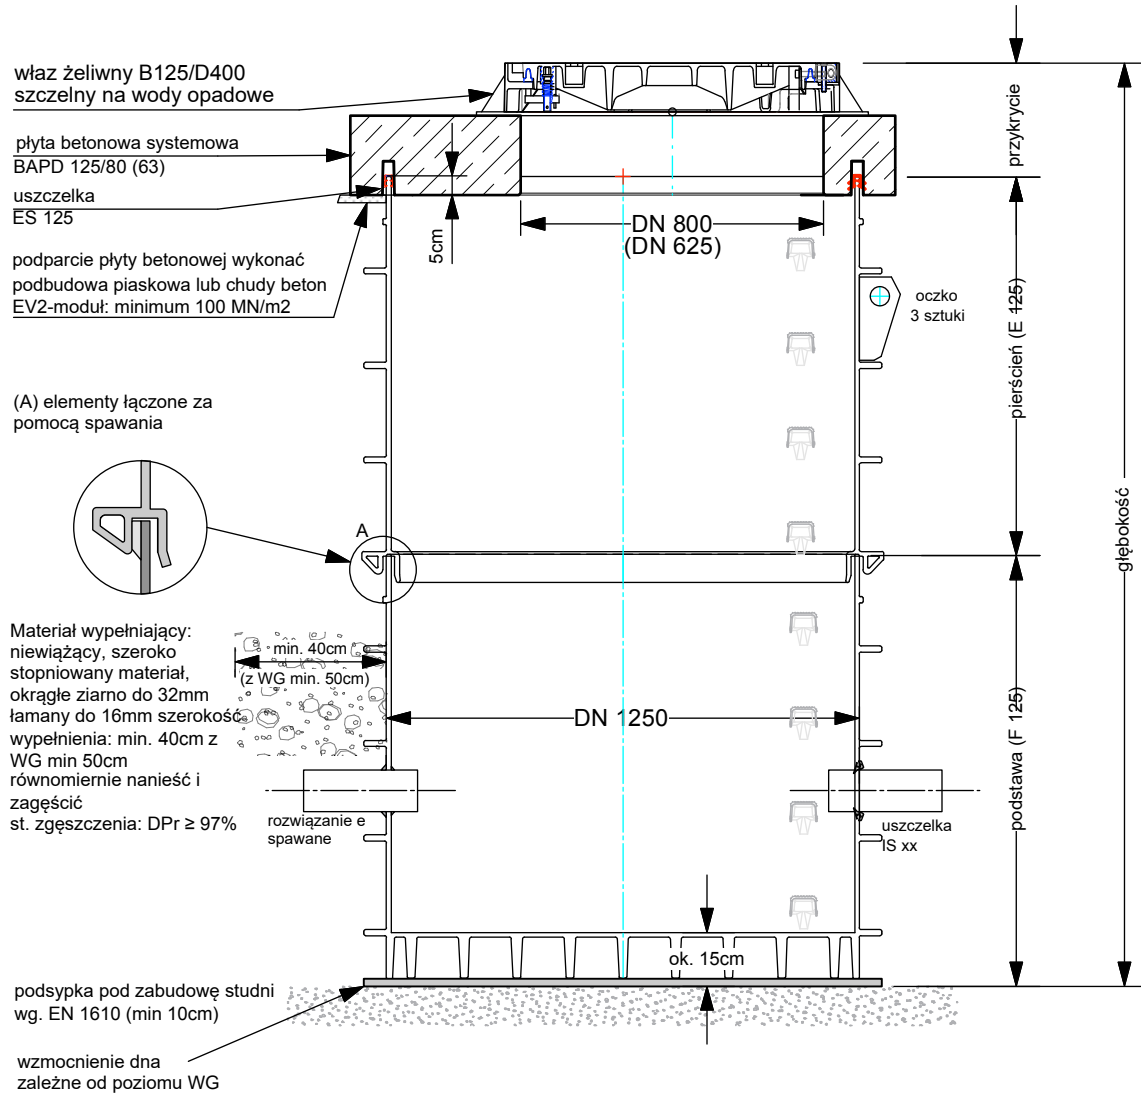 właz żeliwny B125/D400
szczelny na wody opadowe
płyta betonowa systemowa
BAPD 125/80 (63)
uszczelka
ES 125
podparcie płyty betonowej wykonać
podbudowa piaskowa lub chudy beton
EV2-moduł: minimum 100 MN/m2
(A) elementy łączone za
pomocą spawania
A
Materiał wypełniający:
niewiążący, szeroko
stopniowany materiał,
okrągłe ziarno do 32mm
łamany do 16mm szerokość
wypełnienia: min. 40cm z
WG min 50cm
równomiernie nanieść i
zagęścić
st. zgęszczenia: DPr ≥ 97%
min. 40cm
(z WG min. 50cm)
rozwiązanie e
spawane
podsypka pod zabudowę studni
wg. EN 1610 (min 10cm)
wzmocnienie dna
zależne od poziomu WG
5cm
DN 800
(DN 625)
DN 1250
ok. 15cm
oczko
3 sztuki
uszczelka
IS xx
przykrycie
pierścień (E 125)
podstawa (F 125)
głębokość